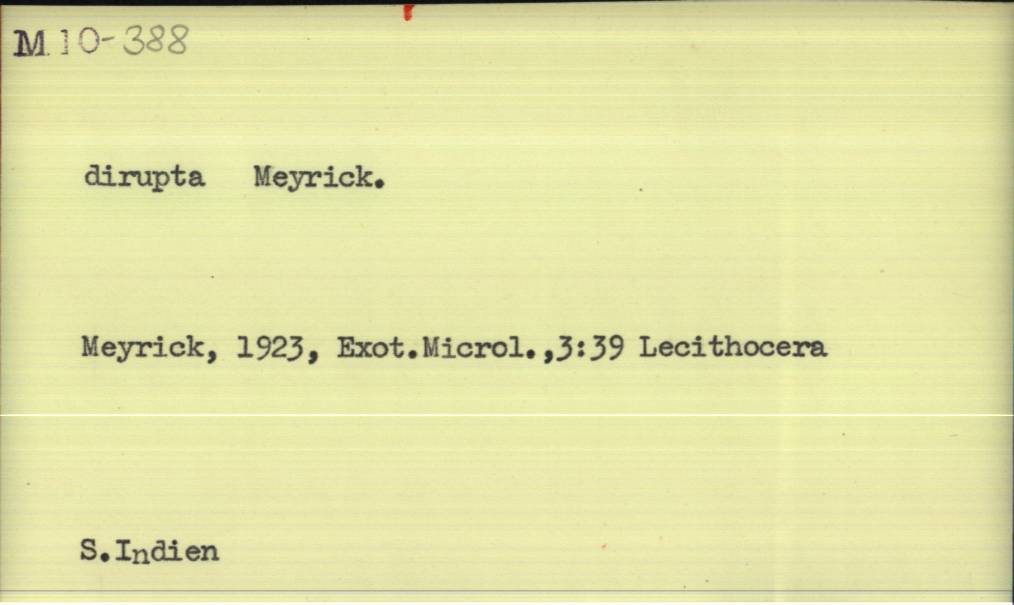 M 10-388
dirupta Meyrick.
Meyrick, 1923, Exot.Microl.,3:39 Lecithocera
S.Indien